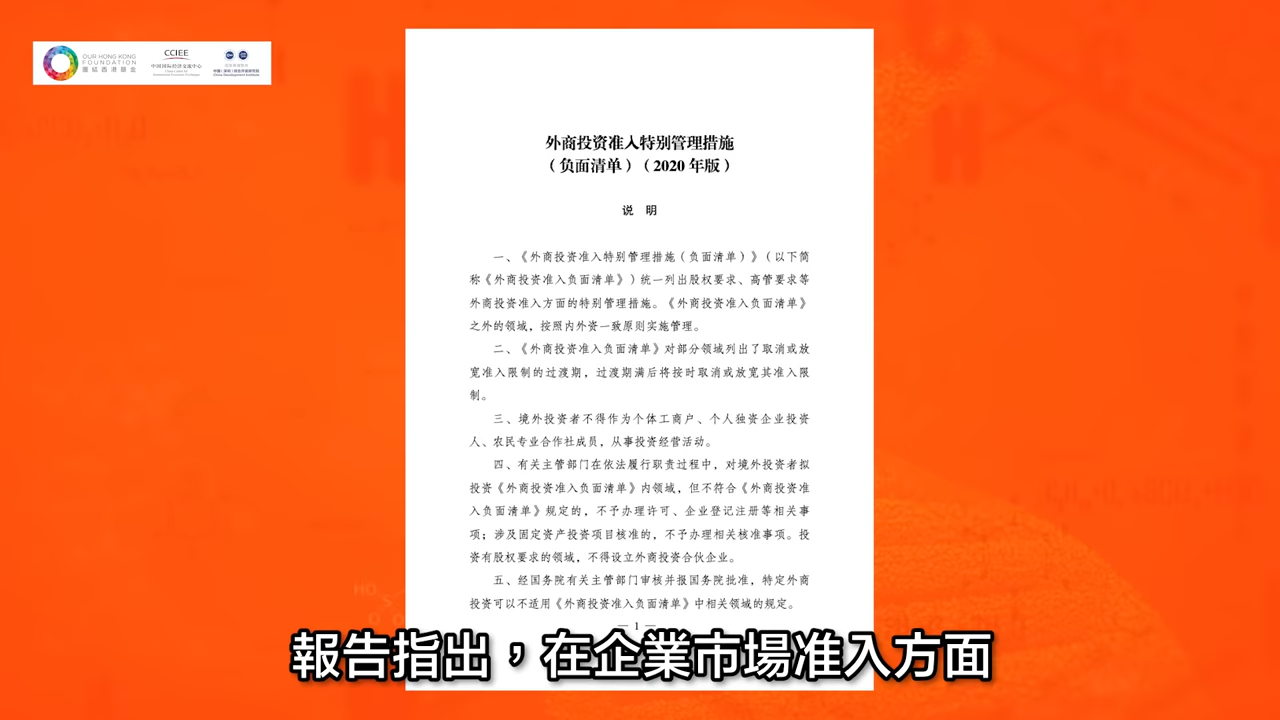 OUR HONG KONG
FOUNDATION
團結香港基金
CCIEE
中国国际经济交流中心
外商投资准入特别管理措施
（负面清单）（2020 年版）
说 明
一、《外商投资准入特别管理措施（负面清单）》（以下简
称《外商投资准入负面清单》）统一列出股权要求、高管要求等
外商投资准入方面的特别管理措施。《外商投资准入负面清单》
之外的领域，按照内外资一致原则实施管理。
二、《外商投资准入负面清单》对部分领域列出了取消或放
宽准入限制的过渡期，过渡期满后将按时取消或放宽其准入限
制。
三、境外投资者不得作为个体工商户、个人独资企业投资
人、农民专业合作社成员，从事投资经营活动。
四、有关主管部门在依法履行职责过程中，对境外投资者拟
投资《外商投资准入负面清单》内领域，但不符合《外商投资准
入负面清单》规定的，不予办理许可、企业登记注册等相关事
项；涉及固定资产投资项目核准的，不予办理相关核准事项。投
资有股权要求的领域，不得设立外商投资合伙企业。
五、经国务院有关主管部门审核并报国务院批准，特定外商
投资可以不适用《外商投资准入负面清单》中相关领域的规定。
— 1 —
報告指出，在企業市場准入方面